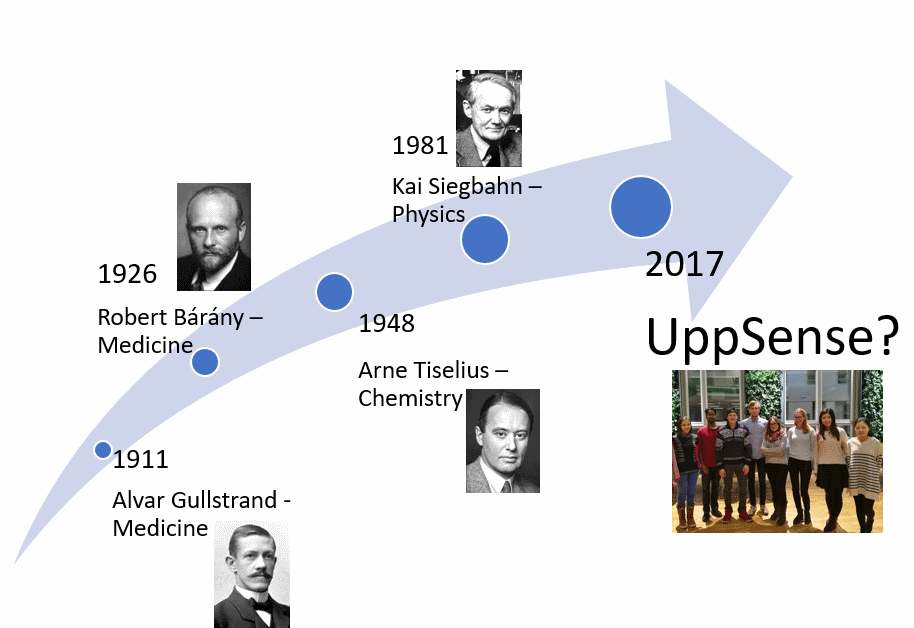 1911
Alvar Gullstrand -
Medicine
1926
Robert Bárány –
Medicine
1948
Arne Tiselius –
Chemistry
1981
Kai Siegbahn –
Physics
2017
UppSense?